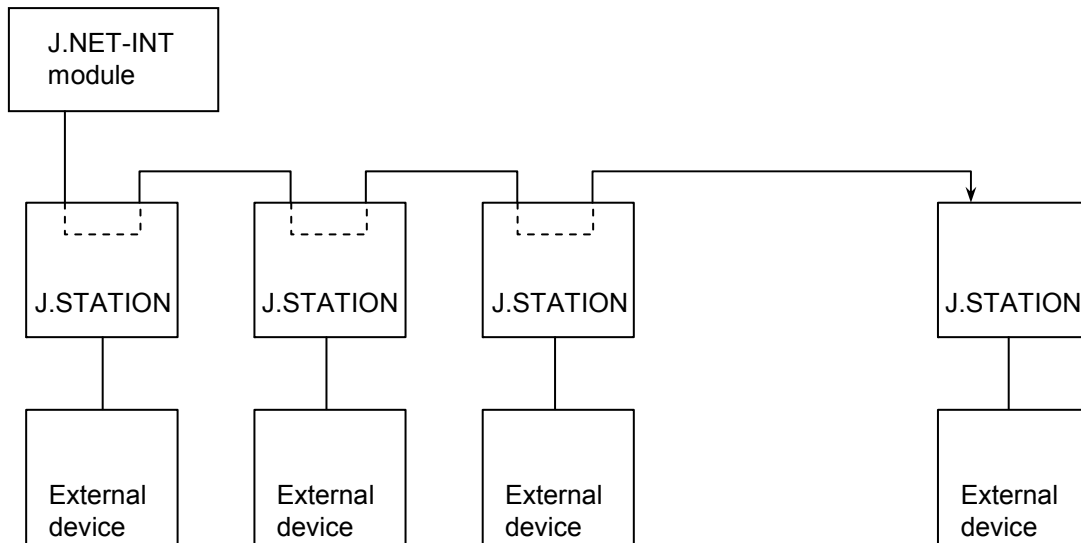 J.NET-INT
module
J.STATION
J.STATION
J.STATION
J.STATION
External
device
External
device
External
device
External
device